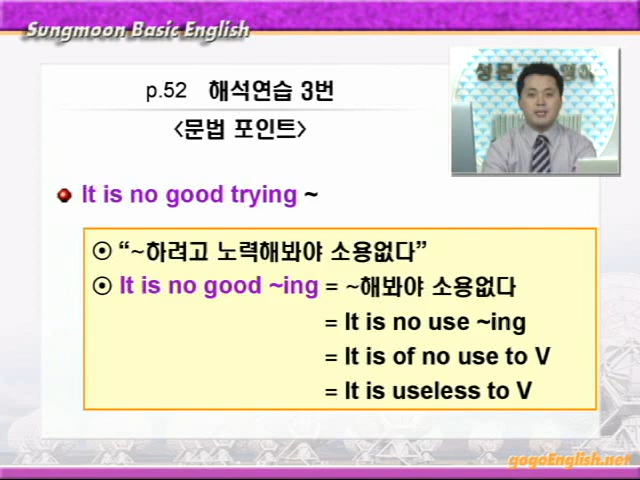 Sungmoon Basic English
p.52 해석연습 3번
<문법 포인트>
It is no good trying ~
⊙ “~하려고 노력해봐야 소용없다”
⊙ It is no good ~ing = ~해봐야 소용없다
= It is no use ~ing
= It is of no use to V
= It is useless to V
gogoEnglish.net